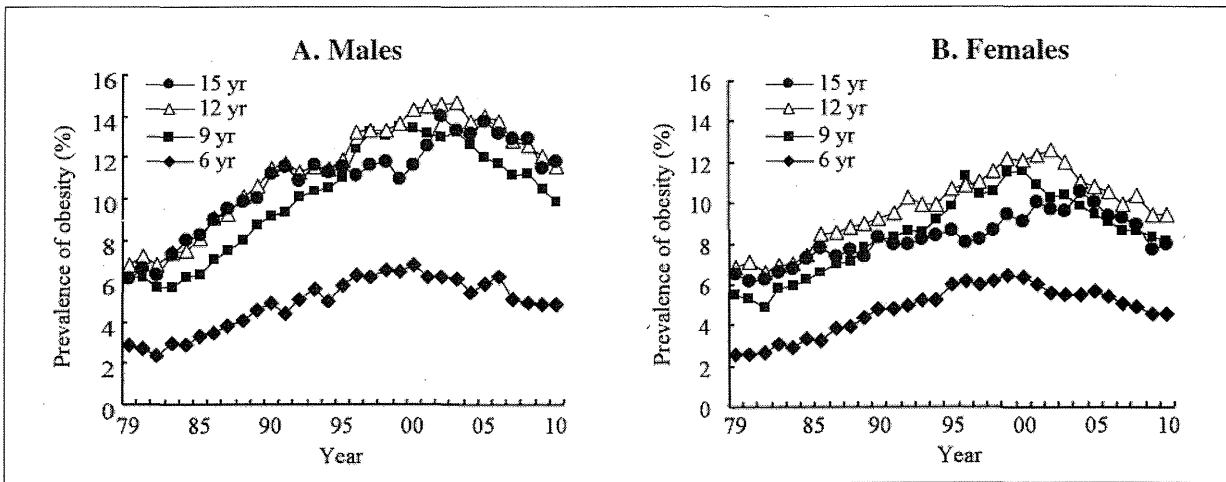 A. Males
16
14
12
10
8
6
4
2
0
Prevalence of obesity (%)
15 yr
12 yr
9 yr
6 yr
79 85 90 95 00 05 10
Year
B. Females
16
14
12
10
8
6
4
2
0
Prevalence of obesity (%)
15 yr
12 yr
9 yr
6 yr
79 85 90 95 00 05 10
Year